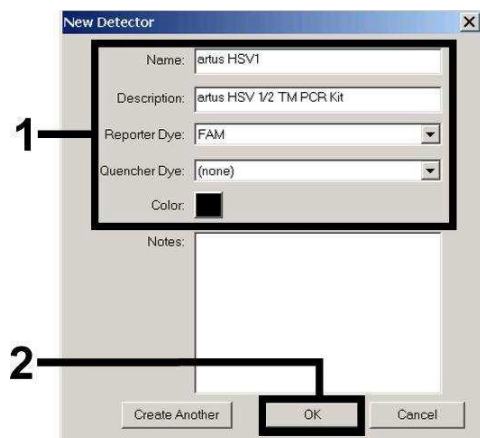 New Detector
Name: artus HSV1
Description: artus HSV 1/2 TM PCR Kit
1
Reporter Dye: FAM
Quencher Dye: (none)
Color:
Notes:
2
Create Another OK Cancel